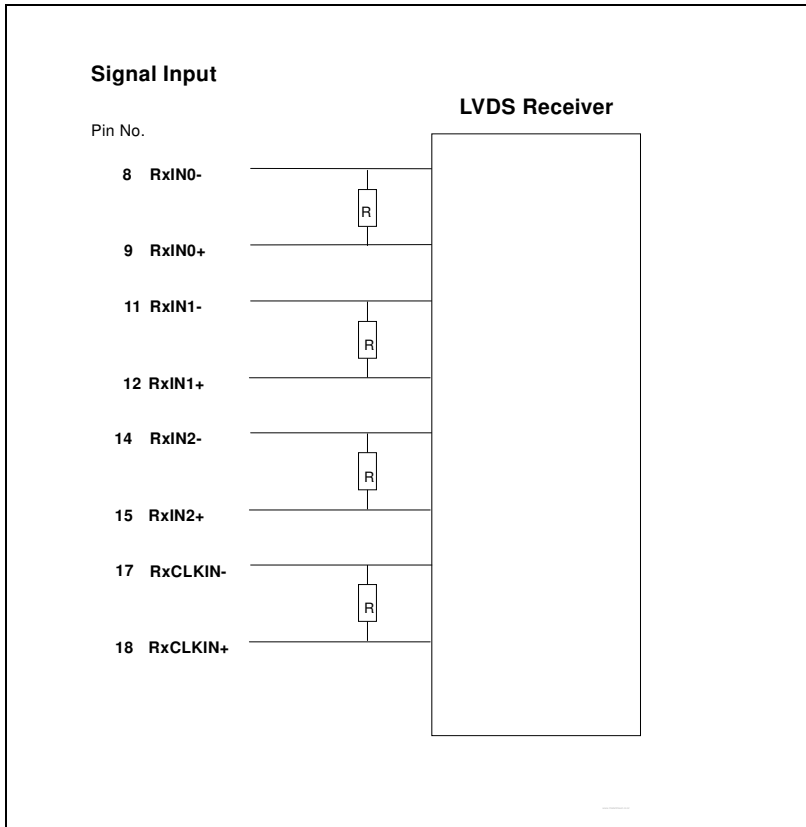 Signal Input
LVDS Receiver
Pin No.
8 RxIN0-
R
9 RxIN0+
11 RxIN1-
R
12 RxIN1+
14 RxIN2-
R
15 RxIN2+
17 RxCLKIN-
R
18 RxCLKIN+